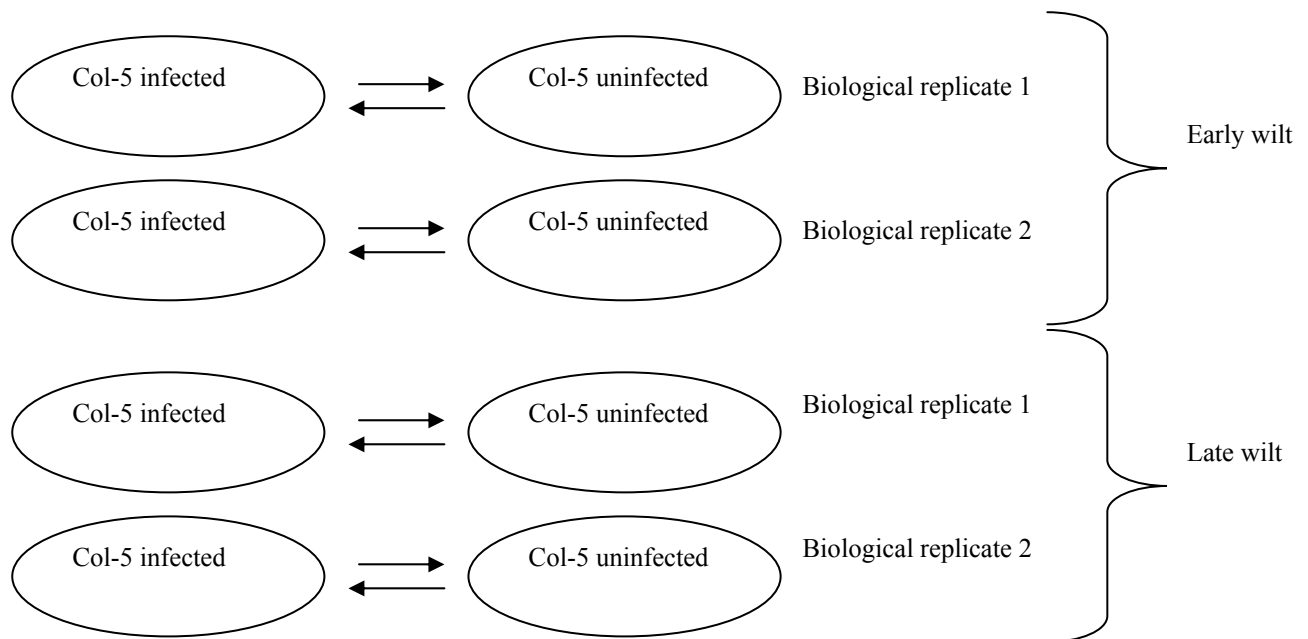 Col-5 infected
Col-5 uninfected
Biological replicate 1
Early wilt
Col-5 infected
Col-5 uninfected
Biological replicate 2
Col-5 infected
Col-5 uninfected
Biological replicate 1
Late wilt
Col-5 infected
Col-5 uninfected
Biological replicate 2